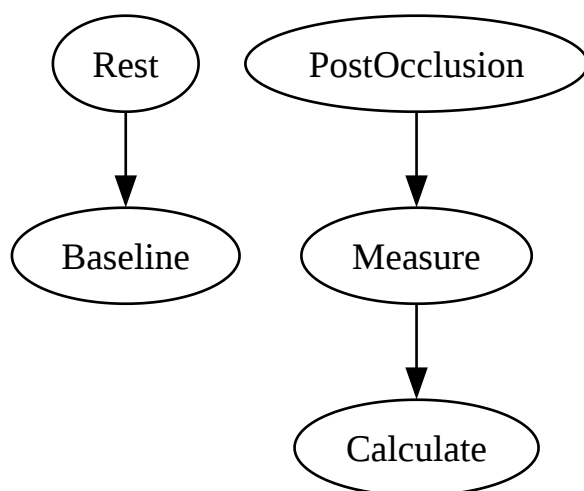 Rest
PostOcclusion
Baseline
Measure
Calculate